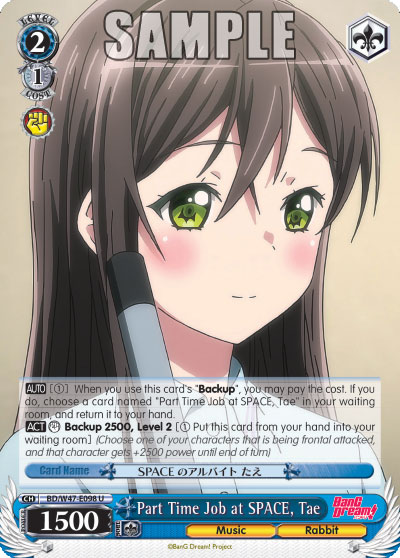 SAMPLE
LEVEL
2
1
COST
AUTO [①] When you use this card's "Backup", you may pay the cost. If you
do, choose a card named "Part Time Job at SPACE, Tae" in your waiting
room, and return it to your hand.
ACT Backup 2500, Level 2 [① Put this card from your hand into your
waiting room] (Choose one of your characters that is being frontal attacked,
and that character gets +2500 power until end of turn)
Card Name
SPACE のアルバイト たえ
CH BD/W47-E098 U
1500
Part Time Job at SPACE, Tae
BanG Dream!
Music
Rabbit
©BanG Dream! Project